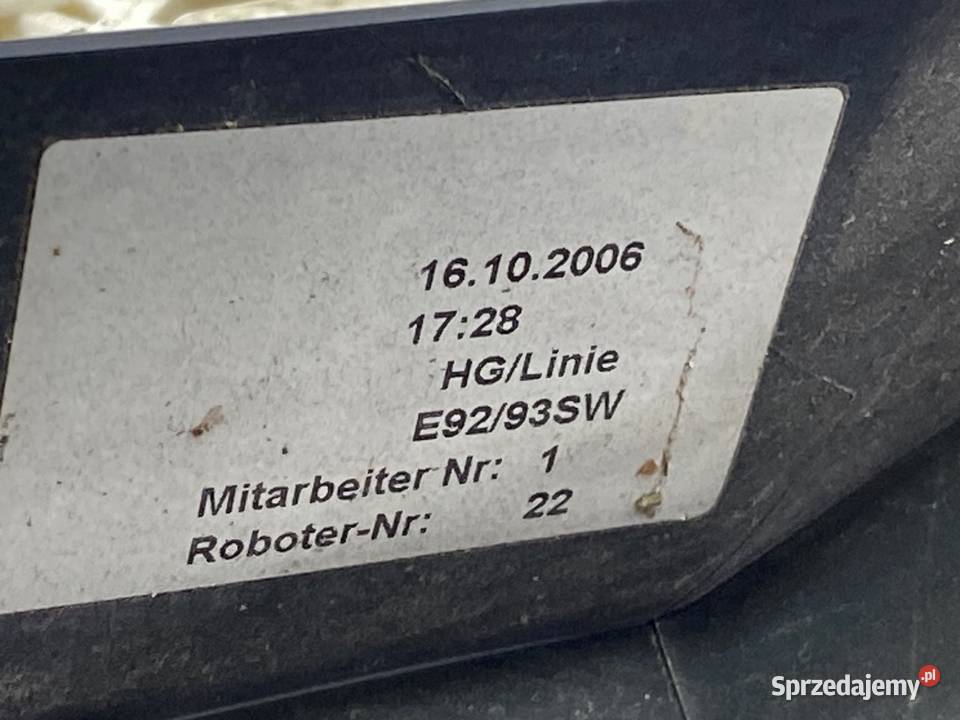 16.10.2006
17:28
HG/Linie
E92/93SW
Mitarbeiter Nr: 1
Roboter-Nr: 22
Sprzedajemy.pl